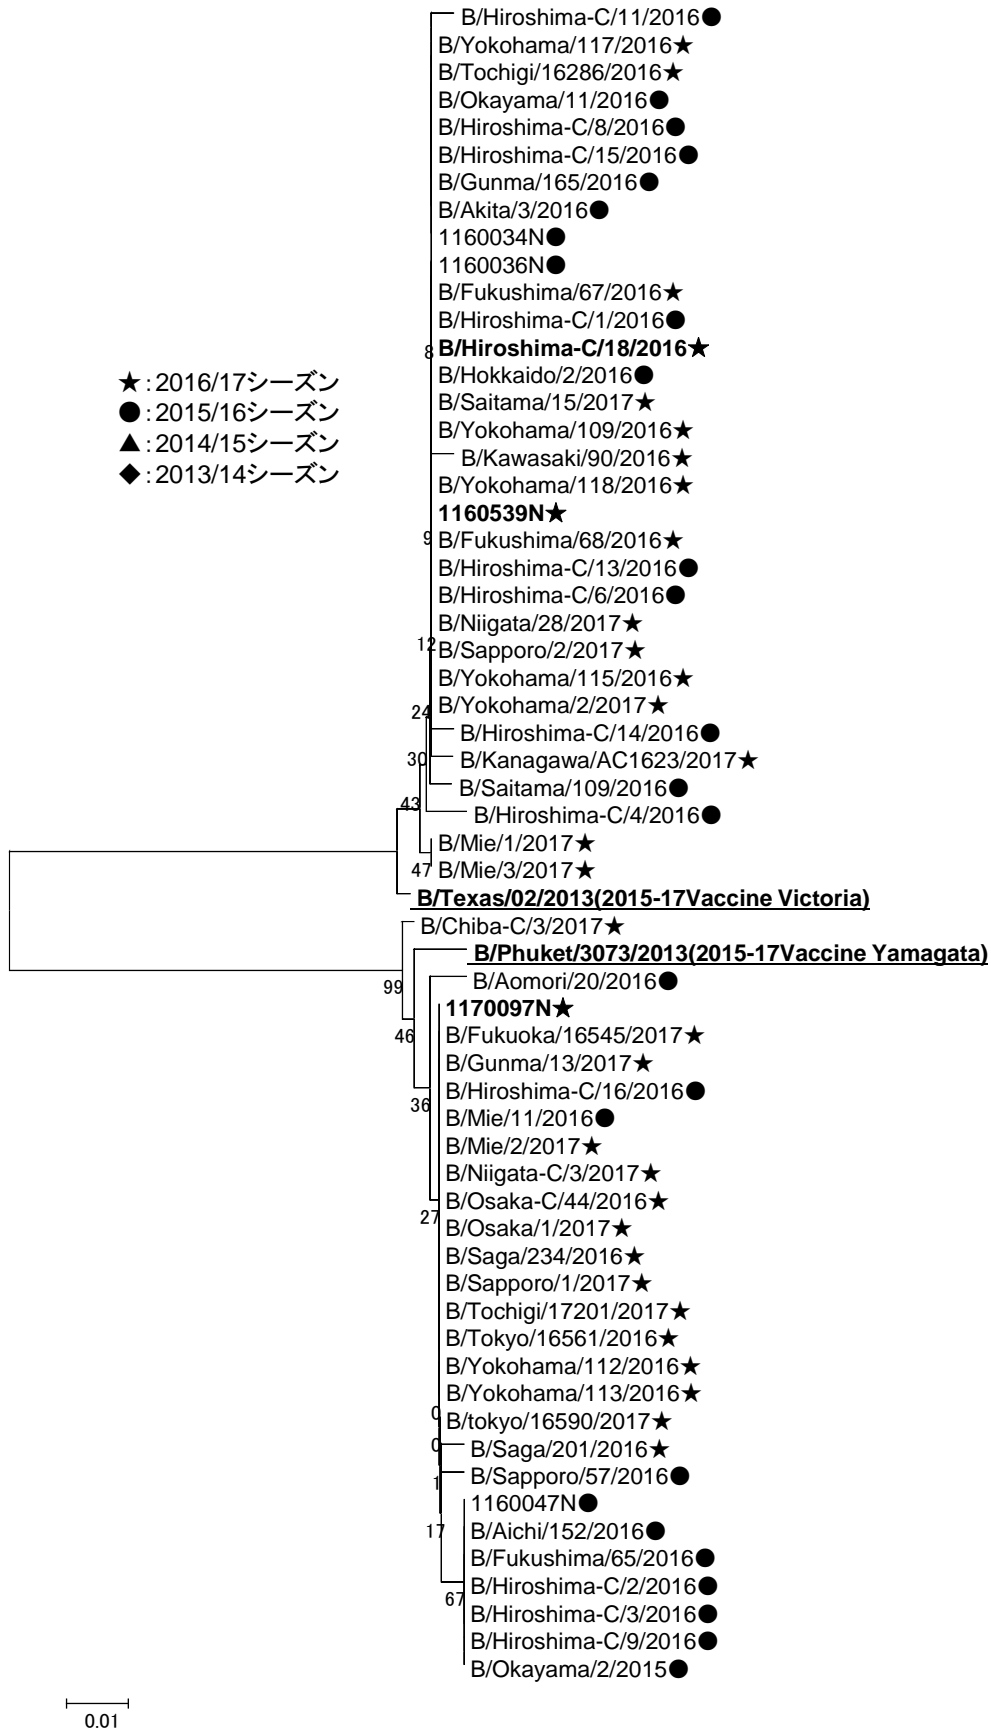 B/Hiroshima-C/11/2016●
B/Yokohama/117/2016★
B/Tochigi/16286/2016★
B/Okayama/11/2016●
B/Hiroshima-C/8/2016●
B/Hiroshima-C/15/2016●
B/Gunma/165/2016●
B/Akita/3/2016●
1160034N●
1160036N●
B/Fukushima/67/2016★
B/Hiroshima-C/1/2016●
8
B/Hiroshima-C/18/2016★
B/Hokkaido/2/2016●
B/Saitama/15/2017★
B/Yokohama/109/2016★
B/Kawasaki/90/2016★
B/Yokohama/118/2016★
1160539N★
9
B/Fukushima/68/2016★
B/Hiroshima-C/13/2016●
B/Hiroshima-C/6/2016●
B/Niigata/28/2017★
12
B/Sapporo/2/2017★
B/Yokohama/115/2016★
B/Yokohama/2/2017★
24
B/Hiroshima-C/14/2016●
30
B/Kanagawa/AC1623/2017★
B/Saitama/109/2016●
43
B/Hiroshima-C/4/2016●
B/Mie/1/2017★
47
B/Mie/3/2017★
B/Texas/02/2013(2015-17Vaccine Victoria)
B/Chiba-C/3/2017★
B/Phuket/3073/2013(2015-17Vaccine Yamagata)
99
B/Aomori/20/2016●
1170097N★
46
B/Fukuoka/16545/2017★
B/Gunma/13/2017★
B/Hiroshima-C/16/2016●
36
B/Mie/11/2016●
B/Mie/2/2017★
B/Niigata-C/3/2017★
B/Osaka-C/44/2016★
27
B/Osaka/1/2017★
B/Saga/234/2016★
B/Sapporo/1/2017★
B/Tochigi/17201/2017★
B/Tokyo/16561/2016★
B/Yokohama/112/2016★
B/Yokohama/113/2016★
0
B/tokyo/16590/2017★
0
B/Saga/201/2016★
1
B/Sapporo/57/2016●
1160047N●
17
B/Aichi/152/2016●
B/Fukushima/65/2016●
B/Hiroshima-C/2/2016●
67
B/Hiroshima-C/3/2016●
B/Hiroshima-C/9/2016●
B/Okayama/2/2015●
★:2016/17シーズン
●:2015/16シーズン
▲:2014/15シーズン
◆:2013/14シーズン
0.01